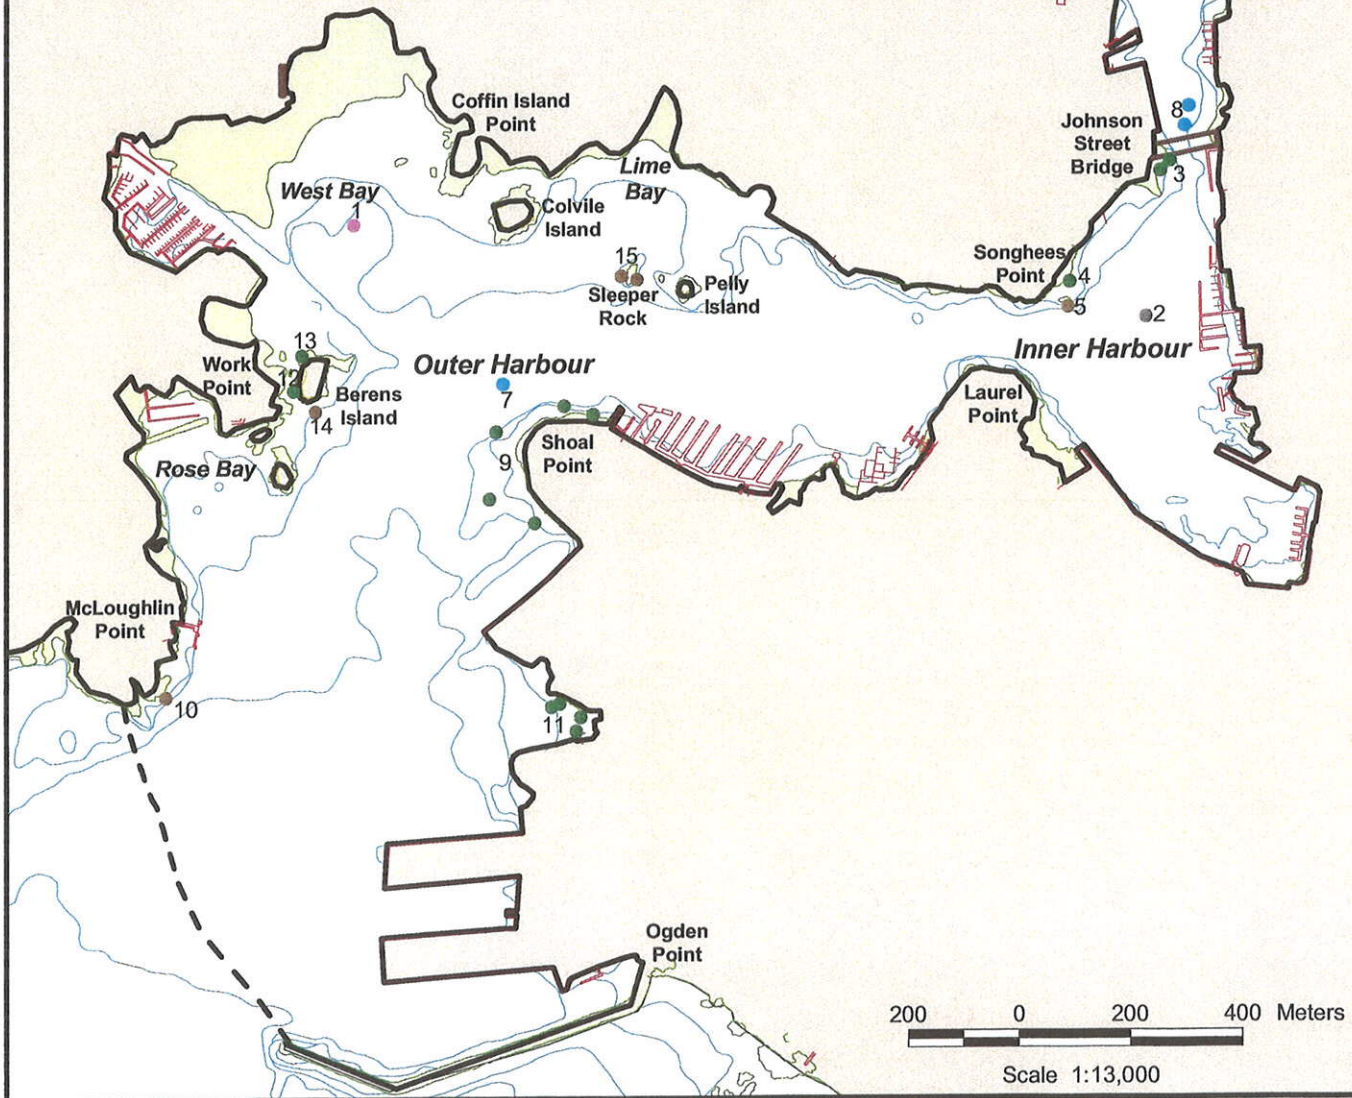 Coffin Island
Point
8
Johnson
Street
Bridge
3
Lime
Bay
West Bay
1
Colvile
Island
Songhees
Point
4
15
Sleeper
Rock
Pelly
Island
5
2
Inner Harbour
13
Work
Point
Outer Harbour
12
Berens
Island
7
Laurel
Point
14
Shoal
Point
9
Rose Bay
McLoughlin
Point
10
11
Ogden
Point
200 0 200 400 Meters
Scale 1:13,000